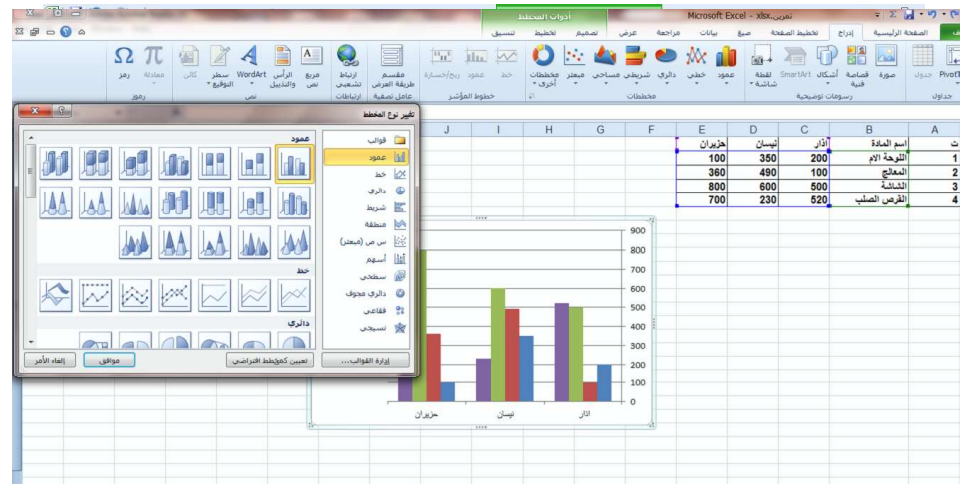 أدوات المخطط
Microsoft Excel - xlsx.تمرين
الصفحة الرئيسية إدراج تخطيط الصفحة صيغ بيانات مراجعة عرض تصميم تخطيط تنسيق
جدول صورة قصاصة فنية أشكال SmartArt لقطة شاشة عمود خطي دائري شريطي مساحي مبعثر مخططات أخرى خط عمود ربح/خسارة مقسم طريقة العرض ارتباط تشعبي مربع نص الرأس والتذييل WordArt سطر التوقيع كائن معادلة رمز
جداول رسومات توضيحية مخططات خطوط المؤشر عامل تصفية ارتباطات نص رموز
A B C D E F G H I J
ت اسم المادة أذار نيسان حزيران
1 اللوحة الام 200 350 100
2 المعالج 100 490 360
3 الشاشة 500 600 800
4 القرص الصلب 520 230 700
تغيير نوع المخطط
قوالب
عمود
خط
دائري
شريط
منطقة
س ص (مبعثر)
أسهم
سطحي
دائري مجوف
فقاعي
نسيجي
عمود
خط
دائري
إدارة القوالب...
تعيين كمخطط افتراضي
موافق
إلغاء الأمر
900
800
700
600
500
400
300
200
100
0
اذار نيسان حزيران